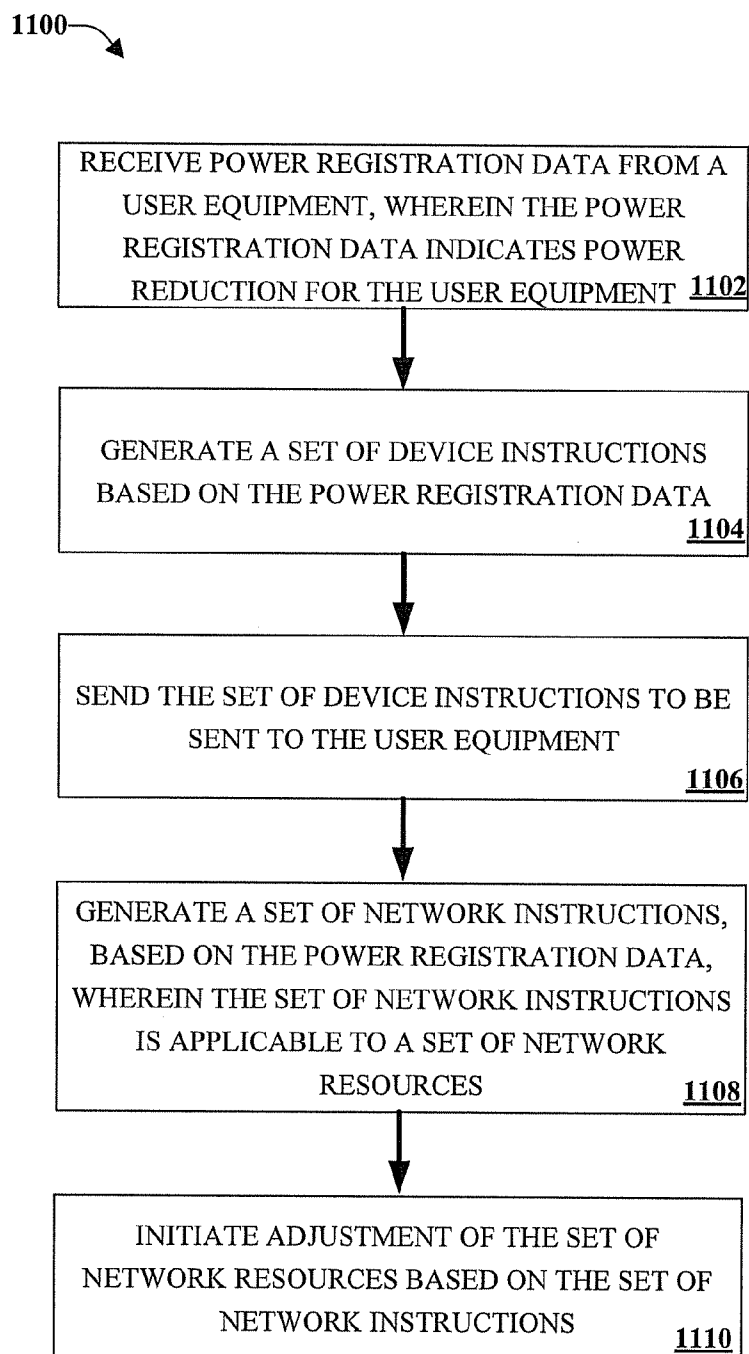 1100
RECEIVE POWER REGISTRATION DATA FROM A
USER EQUIPMENT, WHEREIN THE POWER
REGISTRATION DATA INDICATES POWER
REDUCTION FOR THE USER EQUIPMENT 1102
GENERATE A SET OF DEVICE INSTRUCTIONS
BASED ON THE POWER REGISTRATION DATA
1104
SEND THE SET OF DEVICE INSTRUCTIONS TO BE
SENT TO THE USER EQUIPMENT
1106
GENERATE A SET OF NETWORK INSTRUCTIONS,
BASED ON THE POWER REGISTRATION DATA,
WHEREIN THE SET OF NETWORK INSTRUCTIONS
IS APPLICABLE TO A SET OF NETWORK
RESOURCES 1108
INITIATE ADJUSTMENT OF THE SET OF
NETWORK RESOURCES BASED ON THE SET OF
NETWORK INSTRUCTIONS 1110